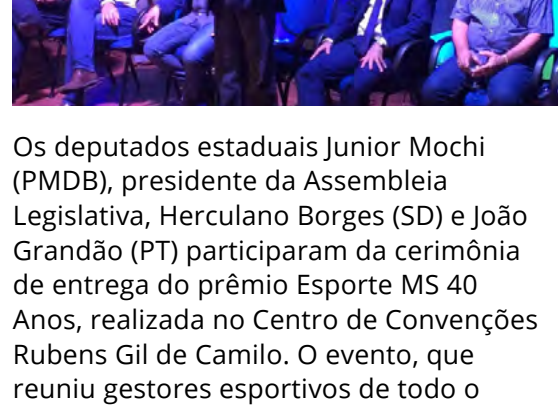 Os deputados estaduais Junior Mochi
(PMDB), presidente da Assembleia
Legislativa, Herculano Borges (SD) e João
Grandão (PT) participaram da cerimônia
de entrega do prêmio Esporte MS 40
Anos, realizada no Centro de Convenções
Rubens Gil de Camilo. O evento, que
reuniu gestores esportivos de todo o